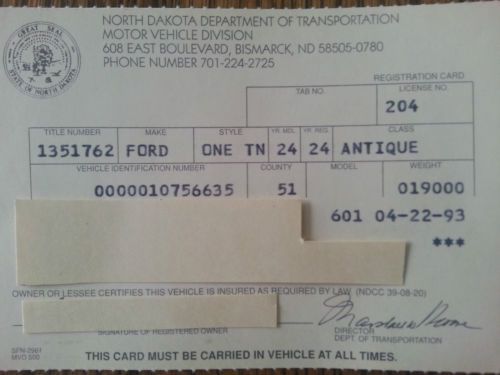 NORTH DAKOTA DEPARTMENT OF TRANSPORTATION
MOTOR VEHICLE DIVISION
608 EAST BOULEVARD, BISMARCK, ND 58505-0780
PHONE NUMBER 701-224-2725
GREAT SEAL
STATE OF NORTH DAKOTA
REGISTRATION CARD
TAB NO. LICENSE NO.
204
TITLE NUMBER MAKE STYLE YR. MDL. YR. REG. CLASS
1351762 FORD ONE TN 24 24 ANTIQUE
VEHICLE IDENTIFICATION NUMBER COUNTY MODEL WEIGHT
0000010756635 51 019000
601 04-22-93
***
OWNER OR LESSEE CERTIFIES THIS VEHICLE IS INSURED AS REQUIRED BY LAW. (NDCC 39-08-20)
SIGNATURE OF REGISTERED OWNER
DIRECTOR
DEPT. OF TRANSPORTATION
SFN-2967
MVD 500
THIS CARD MUST BE CARRIED IN VEHICLE AT ALL TIMES.